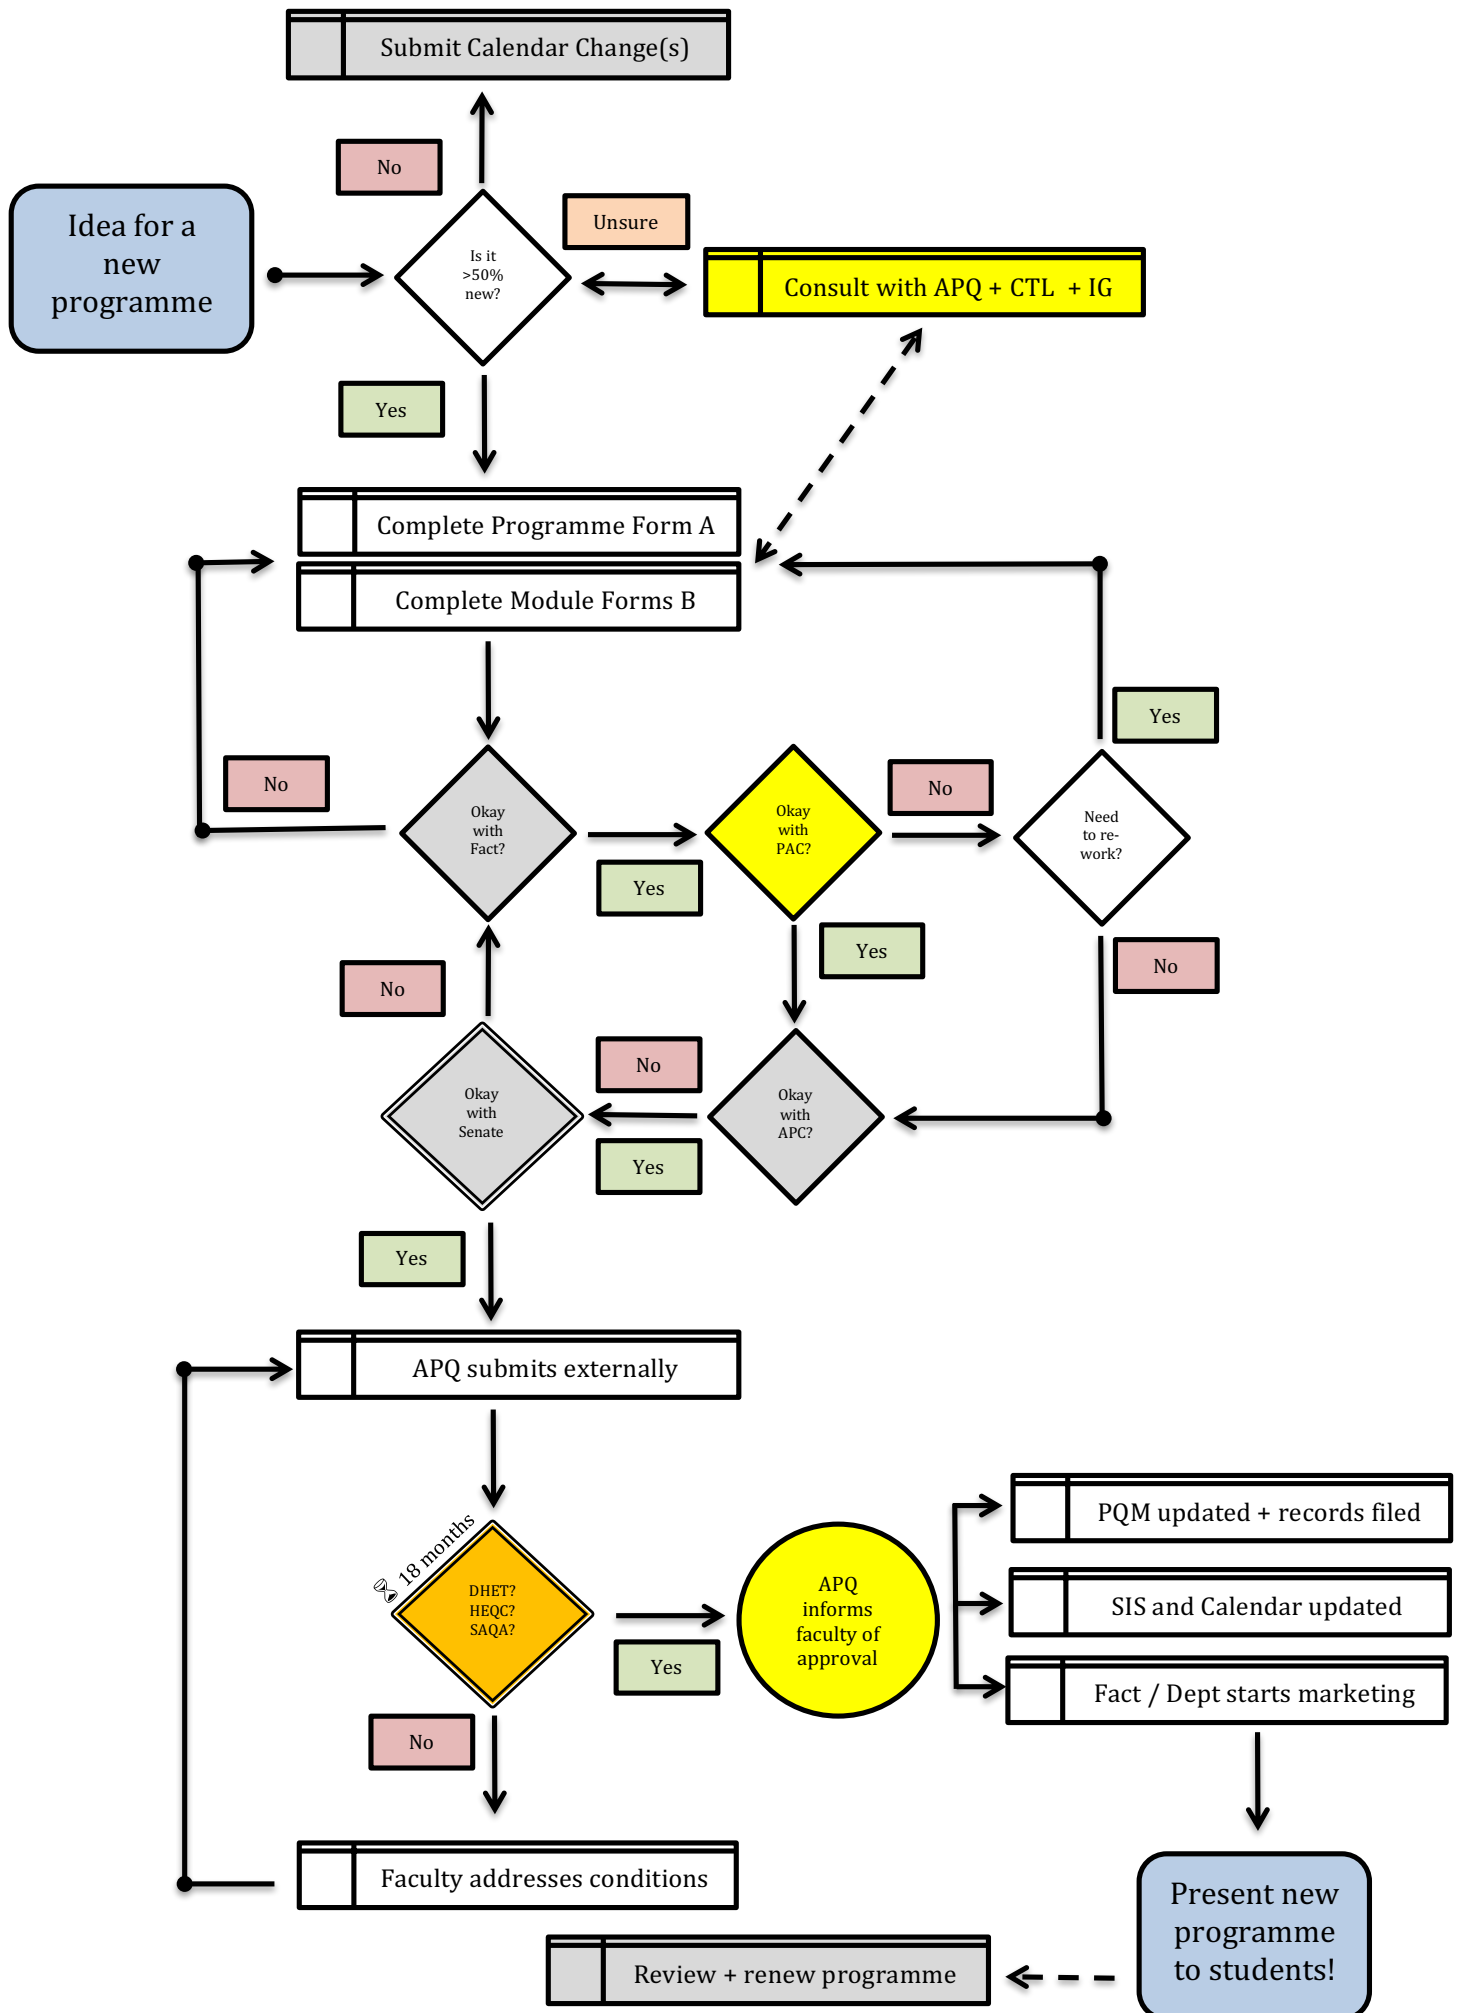 Submit Calendar Change(s)
No
Idea for a
new
programme
Is it
>50%
new?
Unsure
Consult with APQ + CTL + IG
Yes
Complete Programme Form A
Complete Module Forms B
Yes
No
Okay
with
Fact?
Yes
Okay
with
PAC?
No
Need
to re-
work?
Yes
No
No
Okay
with
Senate
No
Yes
Okay
with
APC?
Yes
APQ submits externally
18 months
DHET?
HEQC?
SAQA?
Yes
APQ
informs
faculty of
approval
PQM updated + records filed
SIS and Calendar updated
Fact / Dept starts marketing
No
Faculty addresses conditions
Present new
programme
to students!
Review + renew programme